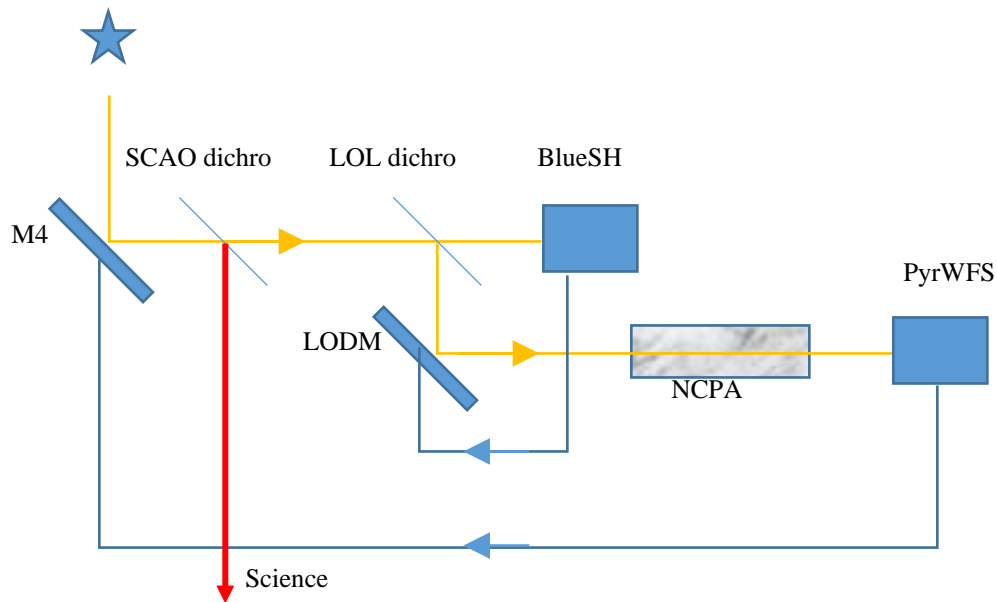 SCAO dichro
LOL dichro
BlueSH
M4
PyrWFS
LODM
NCPA
Science